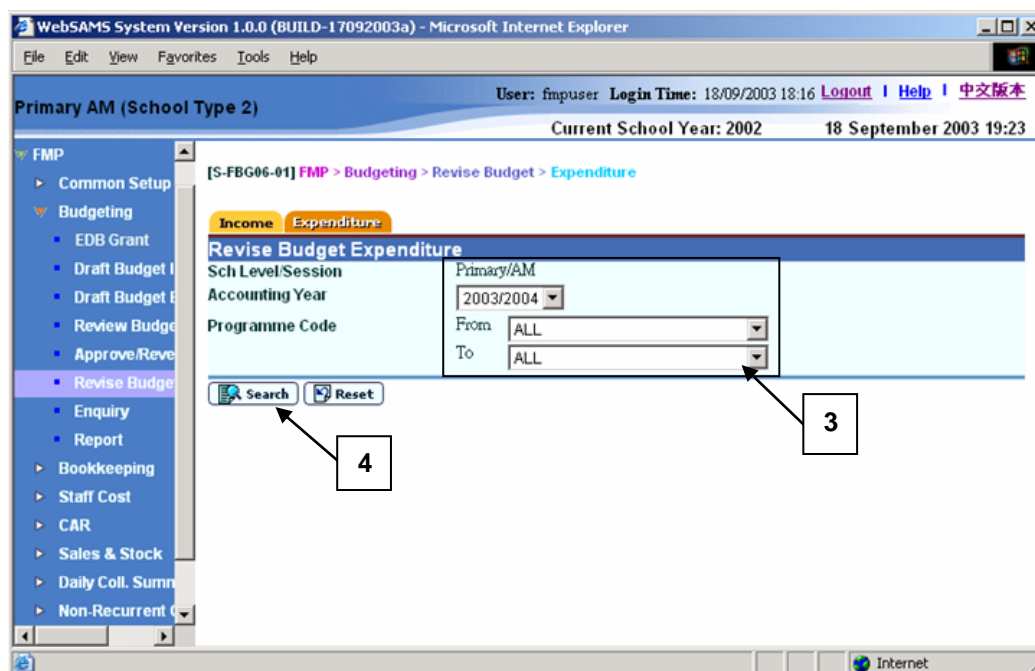 WebSAMS System Version 1.0.0 (BUILD-17092003a) - Microsoft Internet Explorer
File Edit View Favorites Tools Help
Primary AM (School Type 2)
User: fmpuser Login Time: 18/09/2003 18:16 Logout | Help | 中文版本
Current School Year: 2002 18 September 2003 19:23
FMP
Common Setup
Budgeting
EDB Grant
Draft Budget I
Draft Budget E
Review Budge
Approve/Reve
Revise Budge
Enquiry
Report
Bookkeeping
Staff Cost
CAR
Sales & Stock
Daily Coll. Summ
Non-Recurrent
[S-FBG06-01] FMP > Budgeting > Revise Budget > Expenditure
Income Expenditure
Revise Budget Expenditure
Sch Level/Session Primary/AM
Accounting Year 2003/2004
Programme Code From ALL
To ALL
Search Reset
3
4
Internet